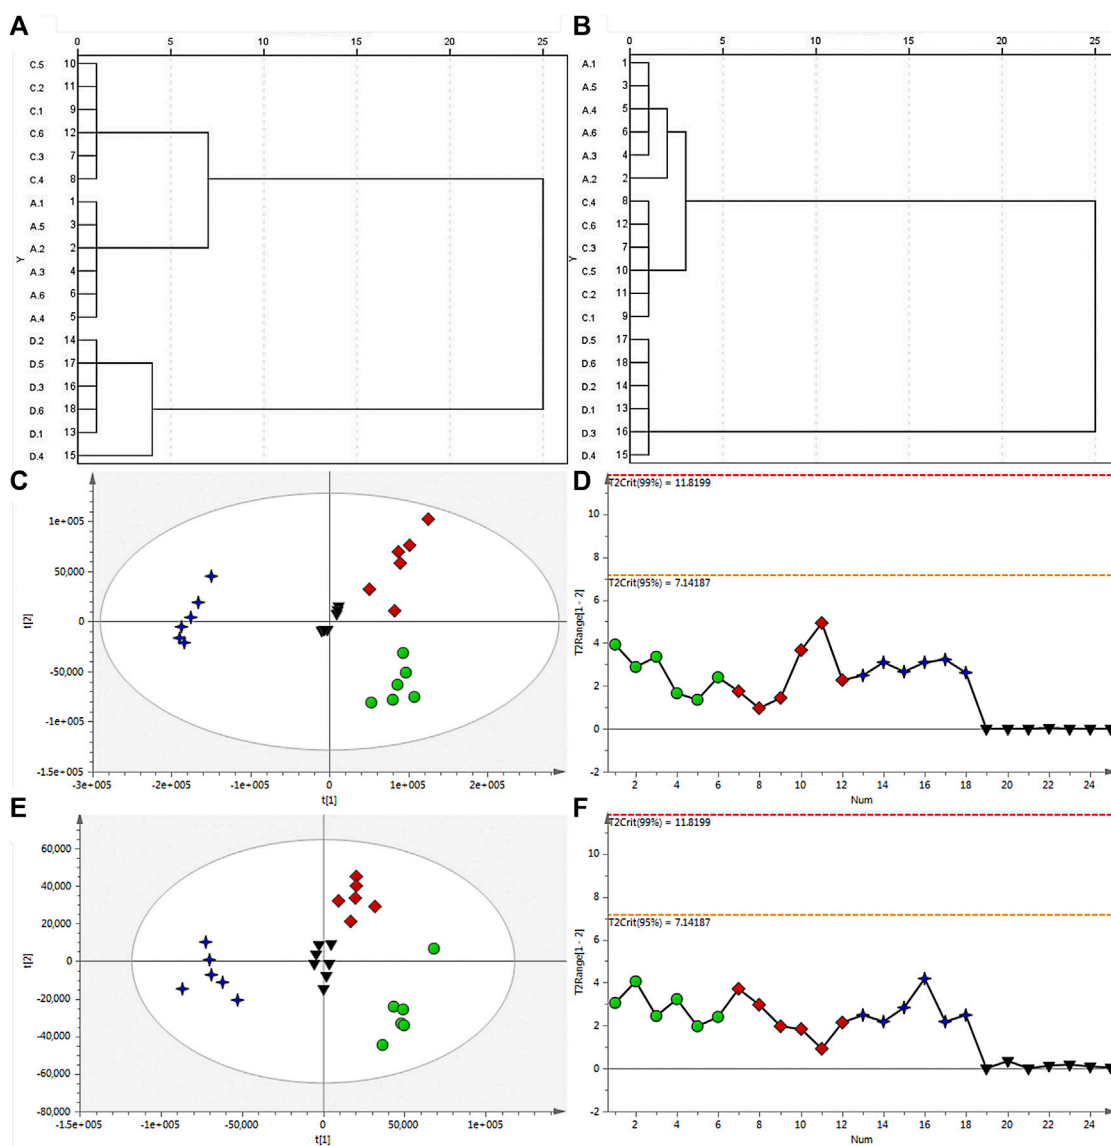 A
0 5 10 15 20 25
C.5 10
C.2 11
C.1 9
C.6 12
C.3 7
C.4 8
A.1 1
A.5 3
A.2 2
Y
A.3 4
A.6 6
A.4 5
D.2 14
D.5 17
D.3 16
D.6 18
D.1 13
D.4 15
B
0 5 10 15 20 25
A.1 1
A.5 3
A.4 5
A.6 6
A.3 4
A.2 2
C.4 8
C.6 12
C.3 7
Y
C.5 10
C.2 11
C.1 9
D.5 17
D.6 18
D.2 14
D.1 13
D.3 16
D.4 15
C
1e+005
50,000
0
-50,000
-1e+005
-1.5e+005
t[2]
-3e+005 -2e+005 -1e+005 0 1e+005 2e+005
t[1]
D
T2Crit(99%) = 11.8199
T2Crit(95%) = 7.14187
10
8
6
4
2
0
-2
T2Range[1 - 2]
2 4 6 8 10 12 14 16 18 20 22 24
Num
E
60,000
40,000
20,000
0
-20,000
-40,000
-60,000
-80,000
t[2]
-1.5e+005 -1e+005 -50,000 0 50,000 1e+005
t[1]
F
T2Crit(99%) = 11.8199
T2Crit(95%) = 7.14187
10
8
6
4
2
0
-2
T2Range[1 - 2]
2 4 6 8 10 12 14 16 18 20 22 24
Num